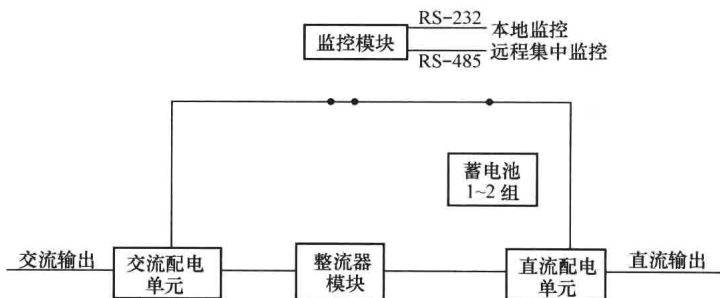 RS-232
监控模块
本地监控
远程集中监控
RS-485
蓄电池
1~2 组
交流输出
交流配电
单元
整流器
模块
直流配电
单元
直流输出